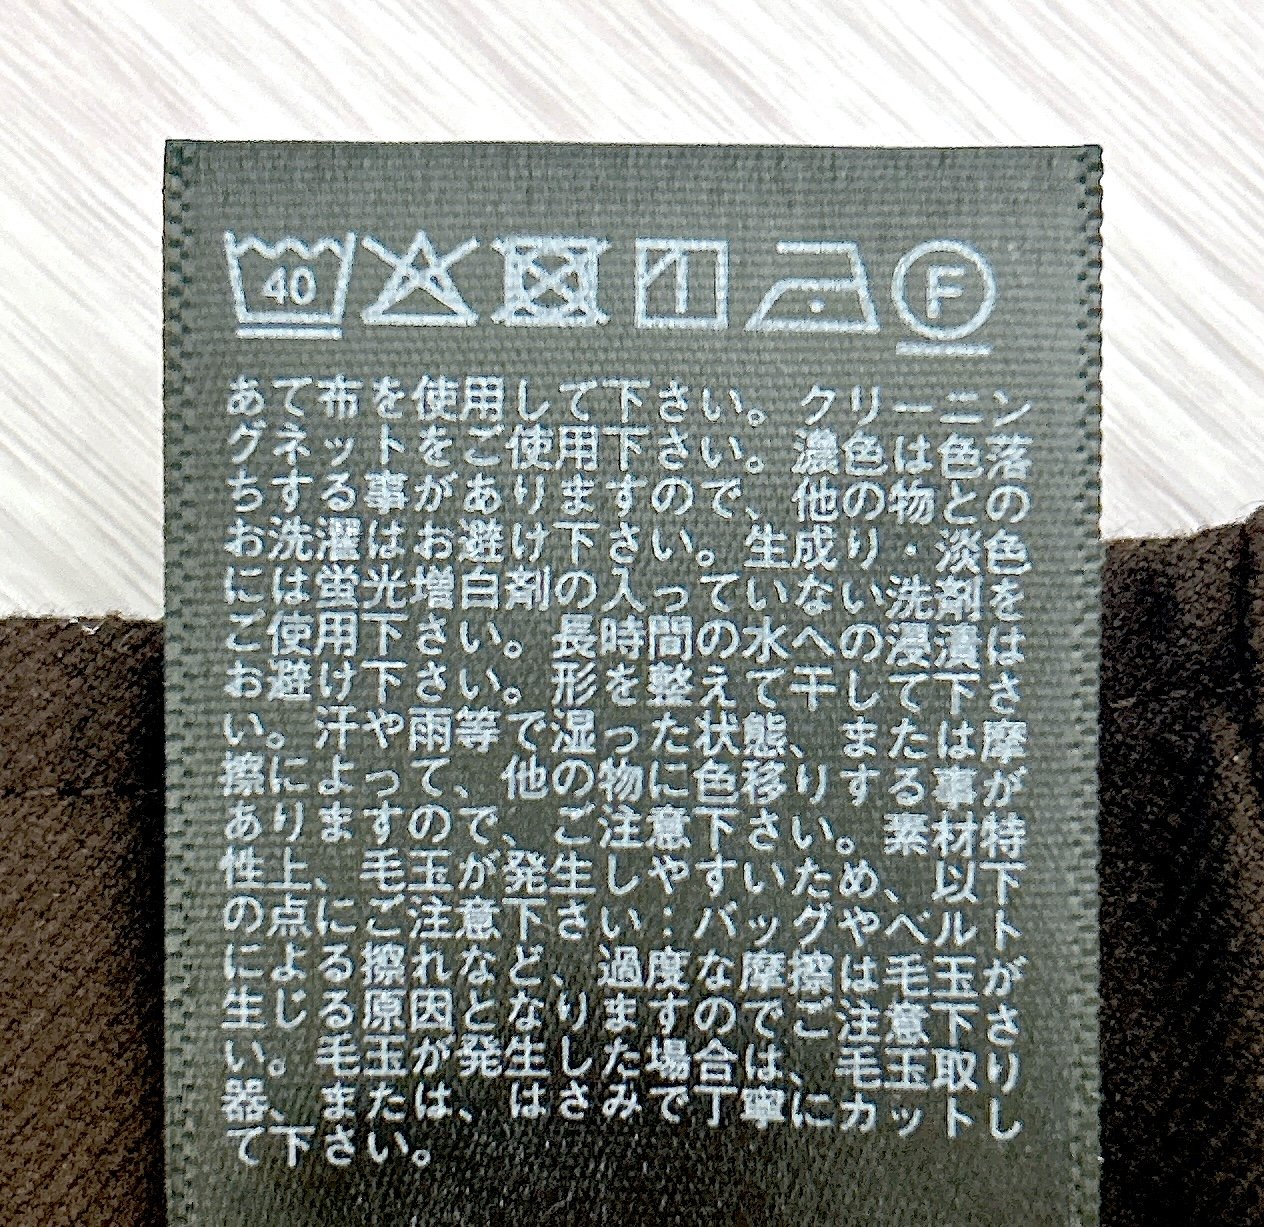 40 F
あて布を使用して下さい。クリーニン
グネットをご使用下さい。濃色は色落
ちする事がありますので、他の物との
お洗濯はお避け下さい。生成り・淡色
には蛍光増白剤の入っていない洗剤を
ご使用下さい。長時間の水への浸漬は
お避け下さい。形を整えて干して下さ
い。汗や雨等で湿った状態、または摩
擦によって、他の物に色移りする事が
ありますので、ご注意下さい。素材特
性上、毛玉が発生しやすいため、以下
の点にご注意下さい:バッグやベルト
による擦れなど、過度な摩擦は毛玉が
生じる原因となりますのでご注意下さ
い。毛玉が発生した場合は、毛玉取り
器、または、はさみで丁寧にカットし
て下さい。